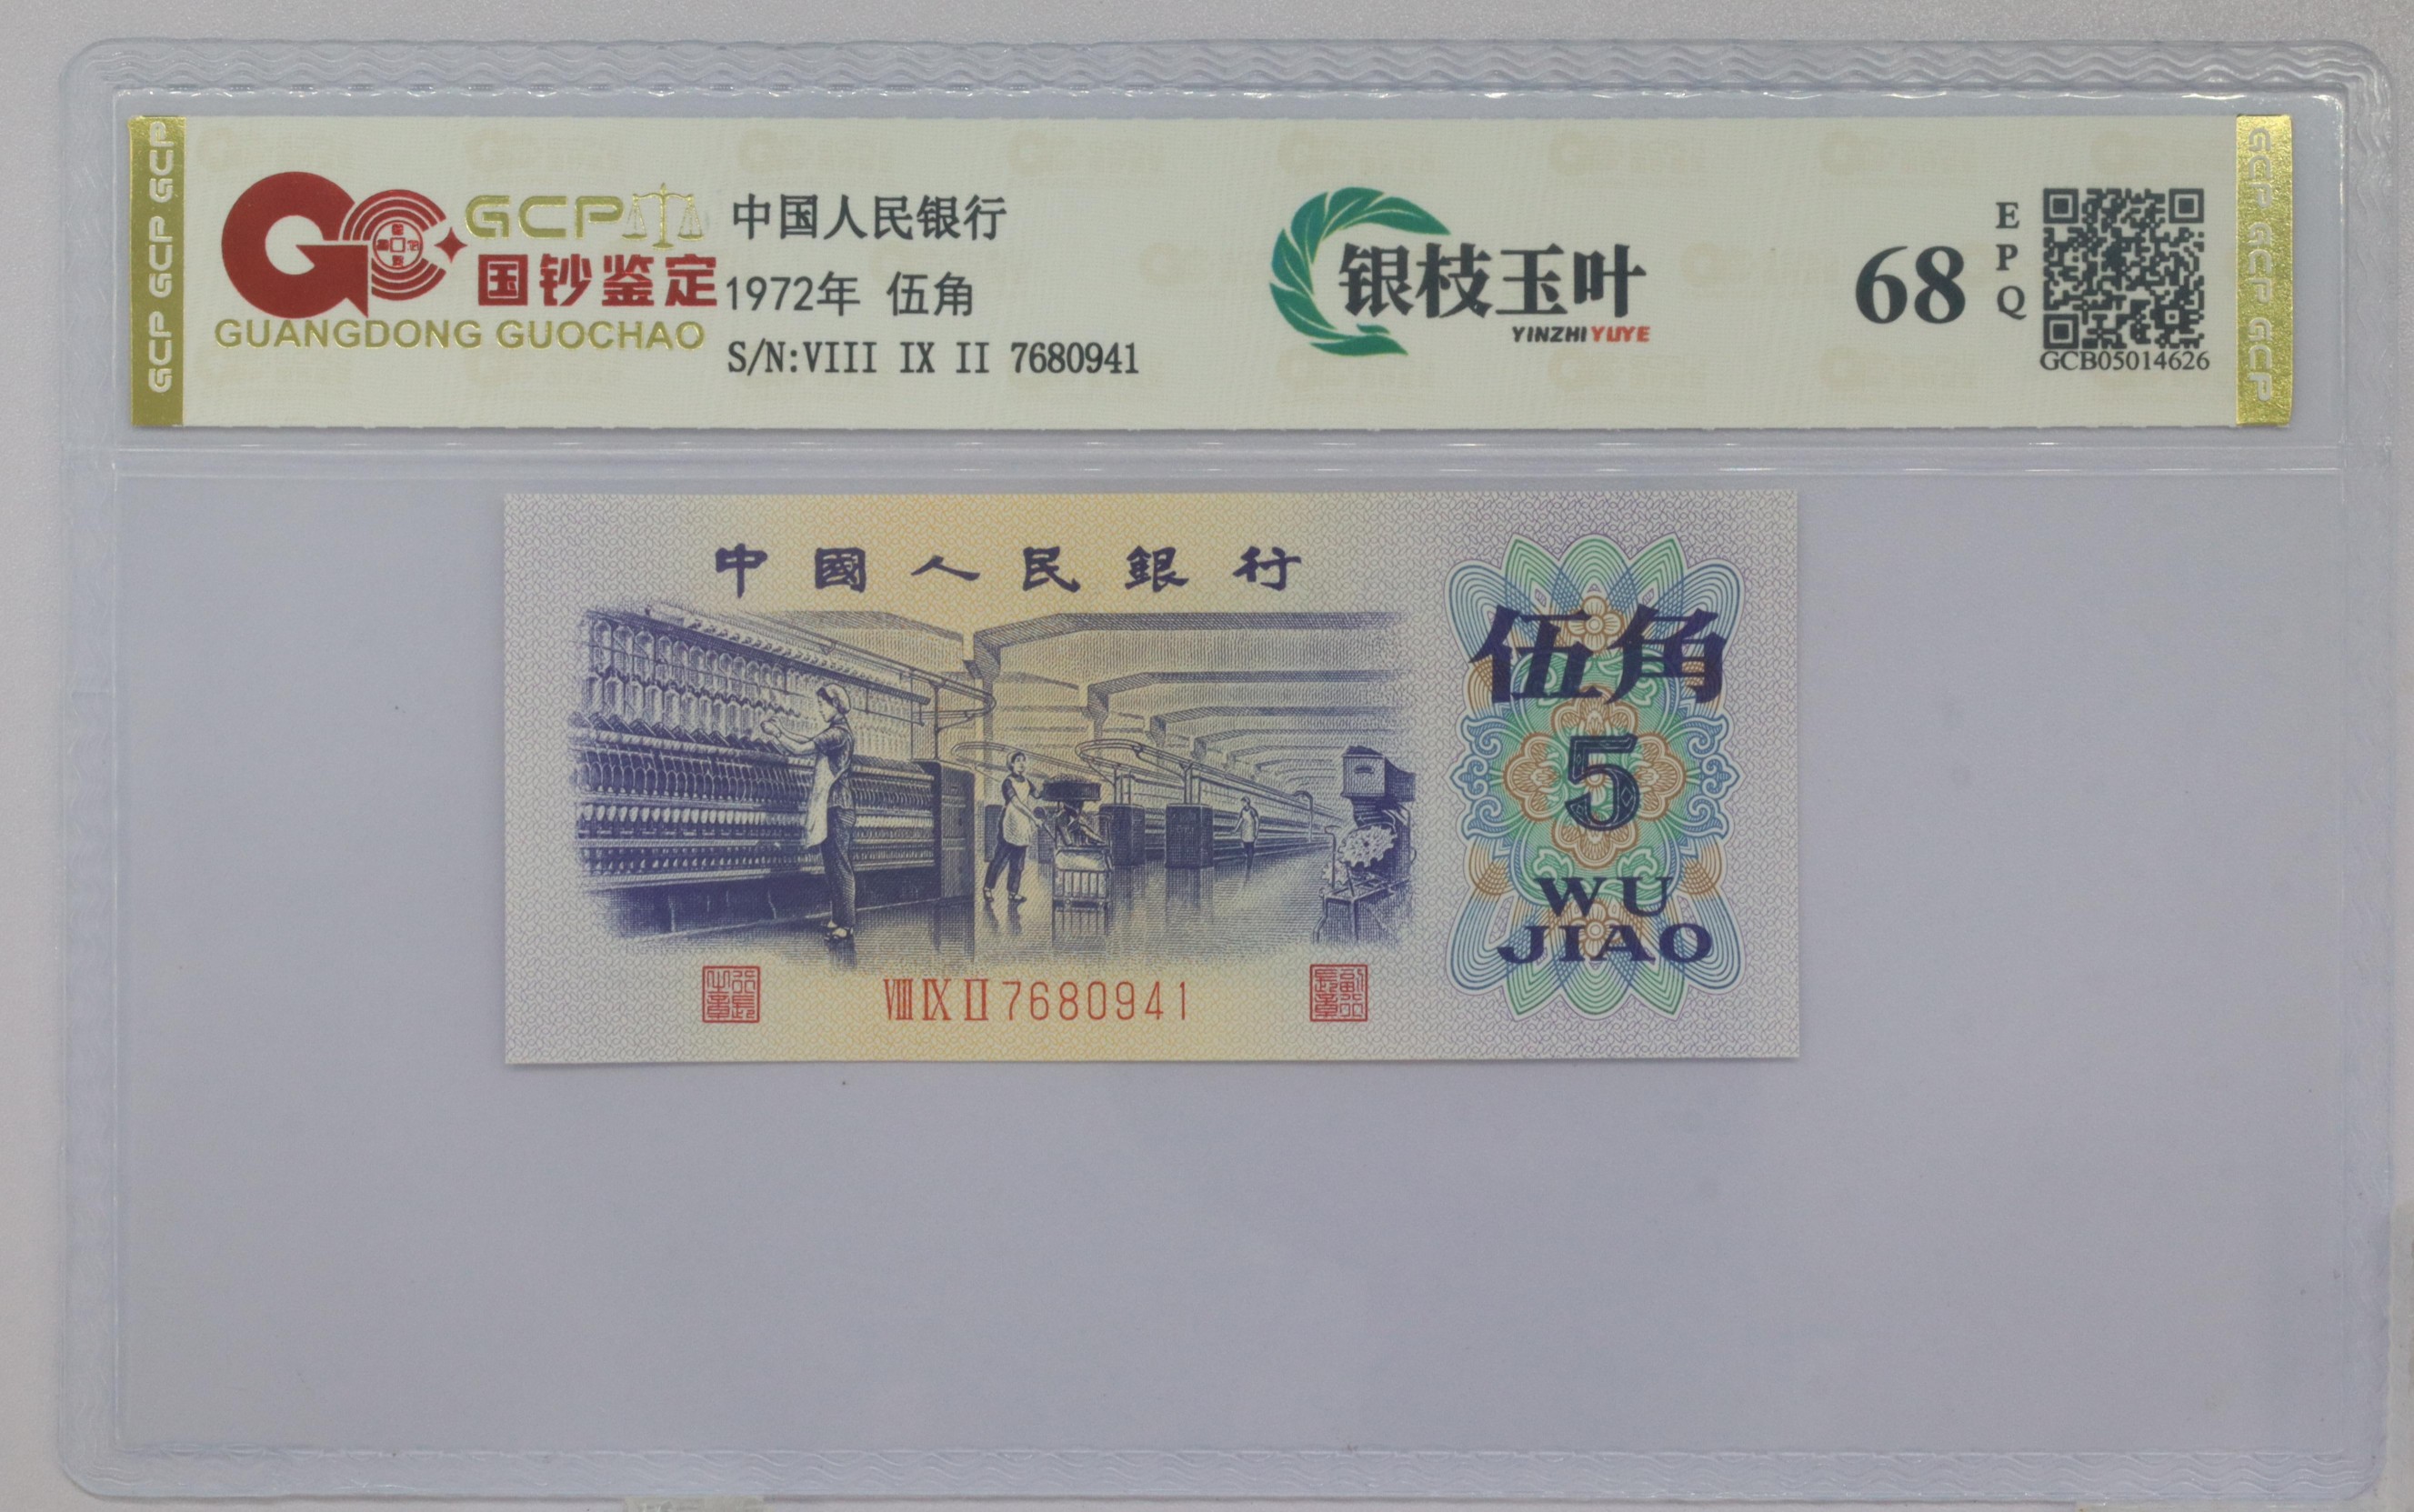 GCP GCP GCP
GCP
国钞鉴定
GUANGDONG GUOCHAO
中国人民银行
1972年 伍角
S/N:VIII IX II 7680941
银枝玉叶
YINZHI YUYE
68
EPQ
GCB05014626
GCP GCP GCP
中國人民銀行
伍角
5
WU
JIAO
VIII IX II 7680941